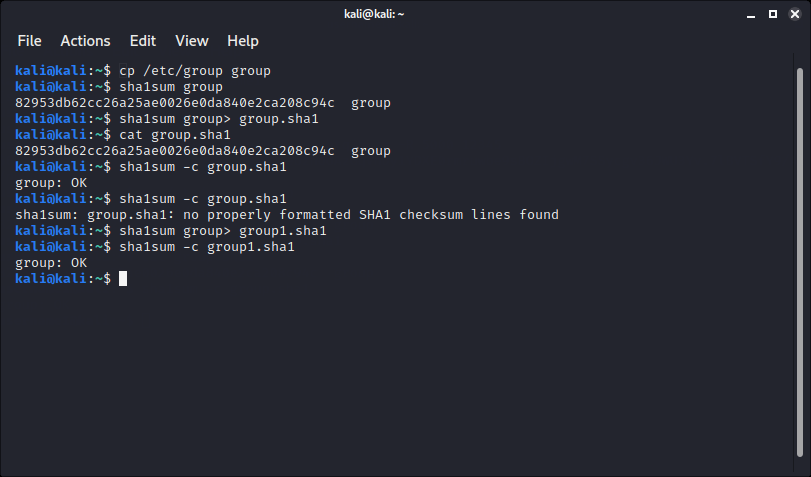 kali@kali: ~
File Actions Edit View Help
kali@kali:~$ cp /etc/group group
kali@kali:~$ sha1sum group
82953db62cc26a25ae0026e0da840e2ca208c94c  group
kali@kali:~$ sha1sum group> group.sha1
kali@kali:~$ cat group.sha1
82953db62cc26a25ae0026e0da840e2ca208c94c  group
kali@kali:~$ sha1sum -c group.sha1
group: OK
kali@kali:~$ sha1sum -c group.sha1
sha1sum: group.sha1: no properly formatted SHA1 checksum lines found
kali@kali:~$ sha1sum group> group1.sha1
kali@kali:~$ sha1sum -c group1.sha1
group: OK
kali@kali:~$